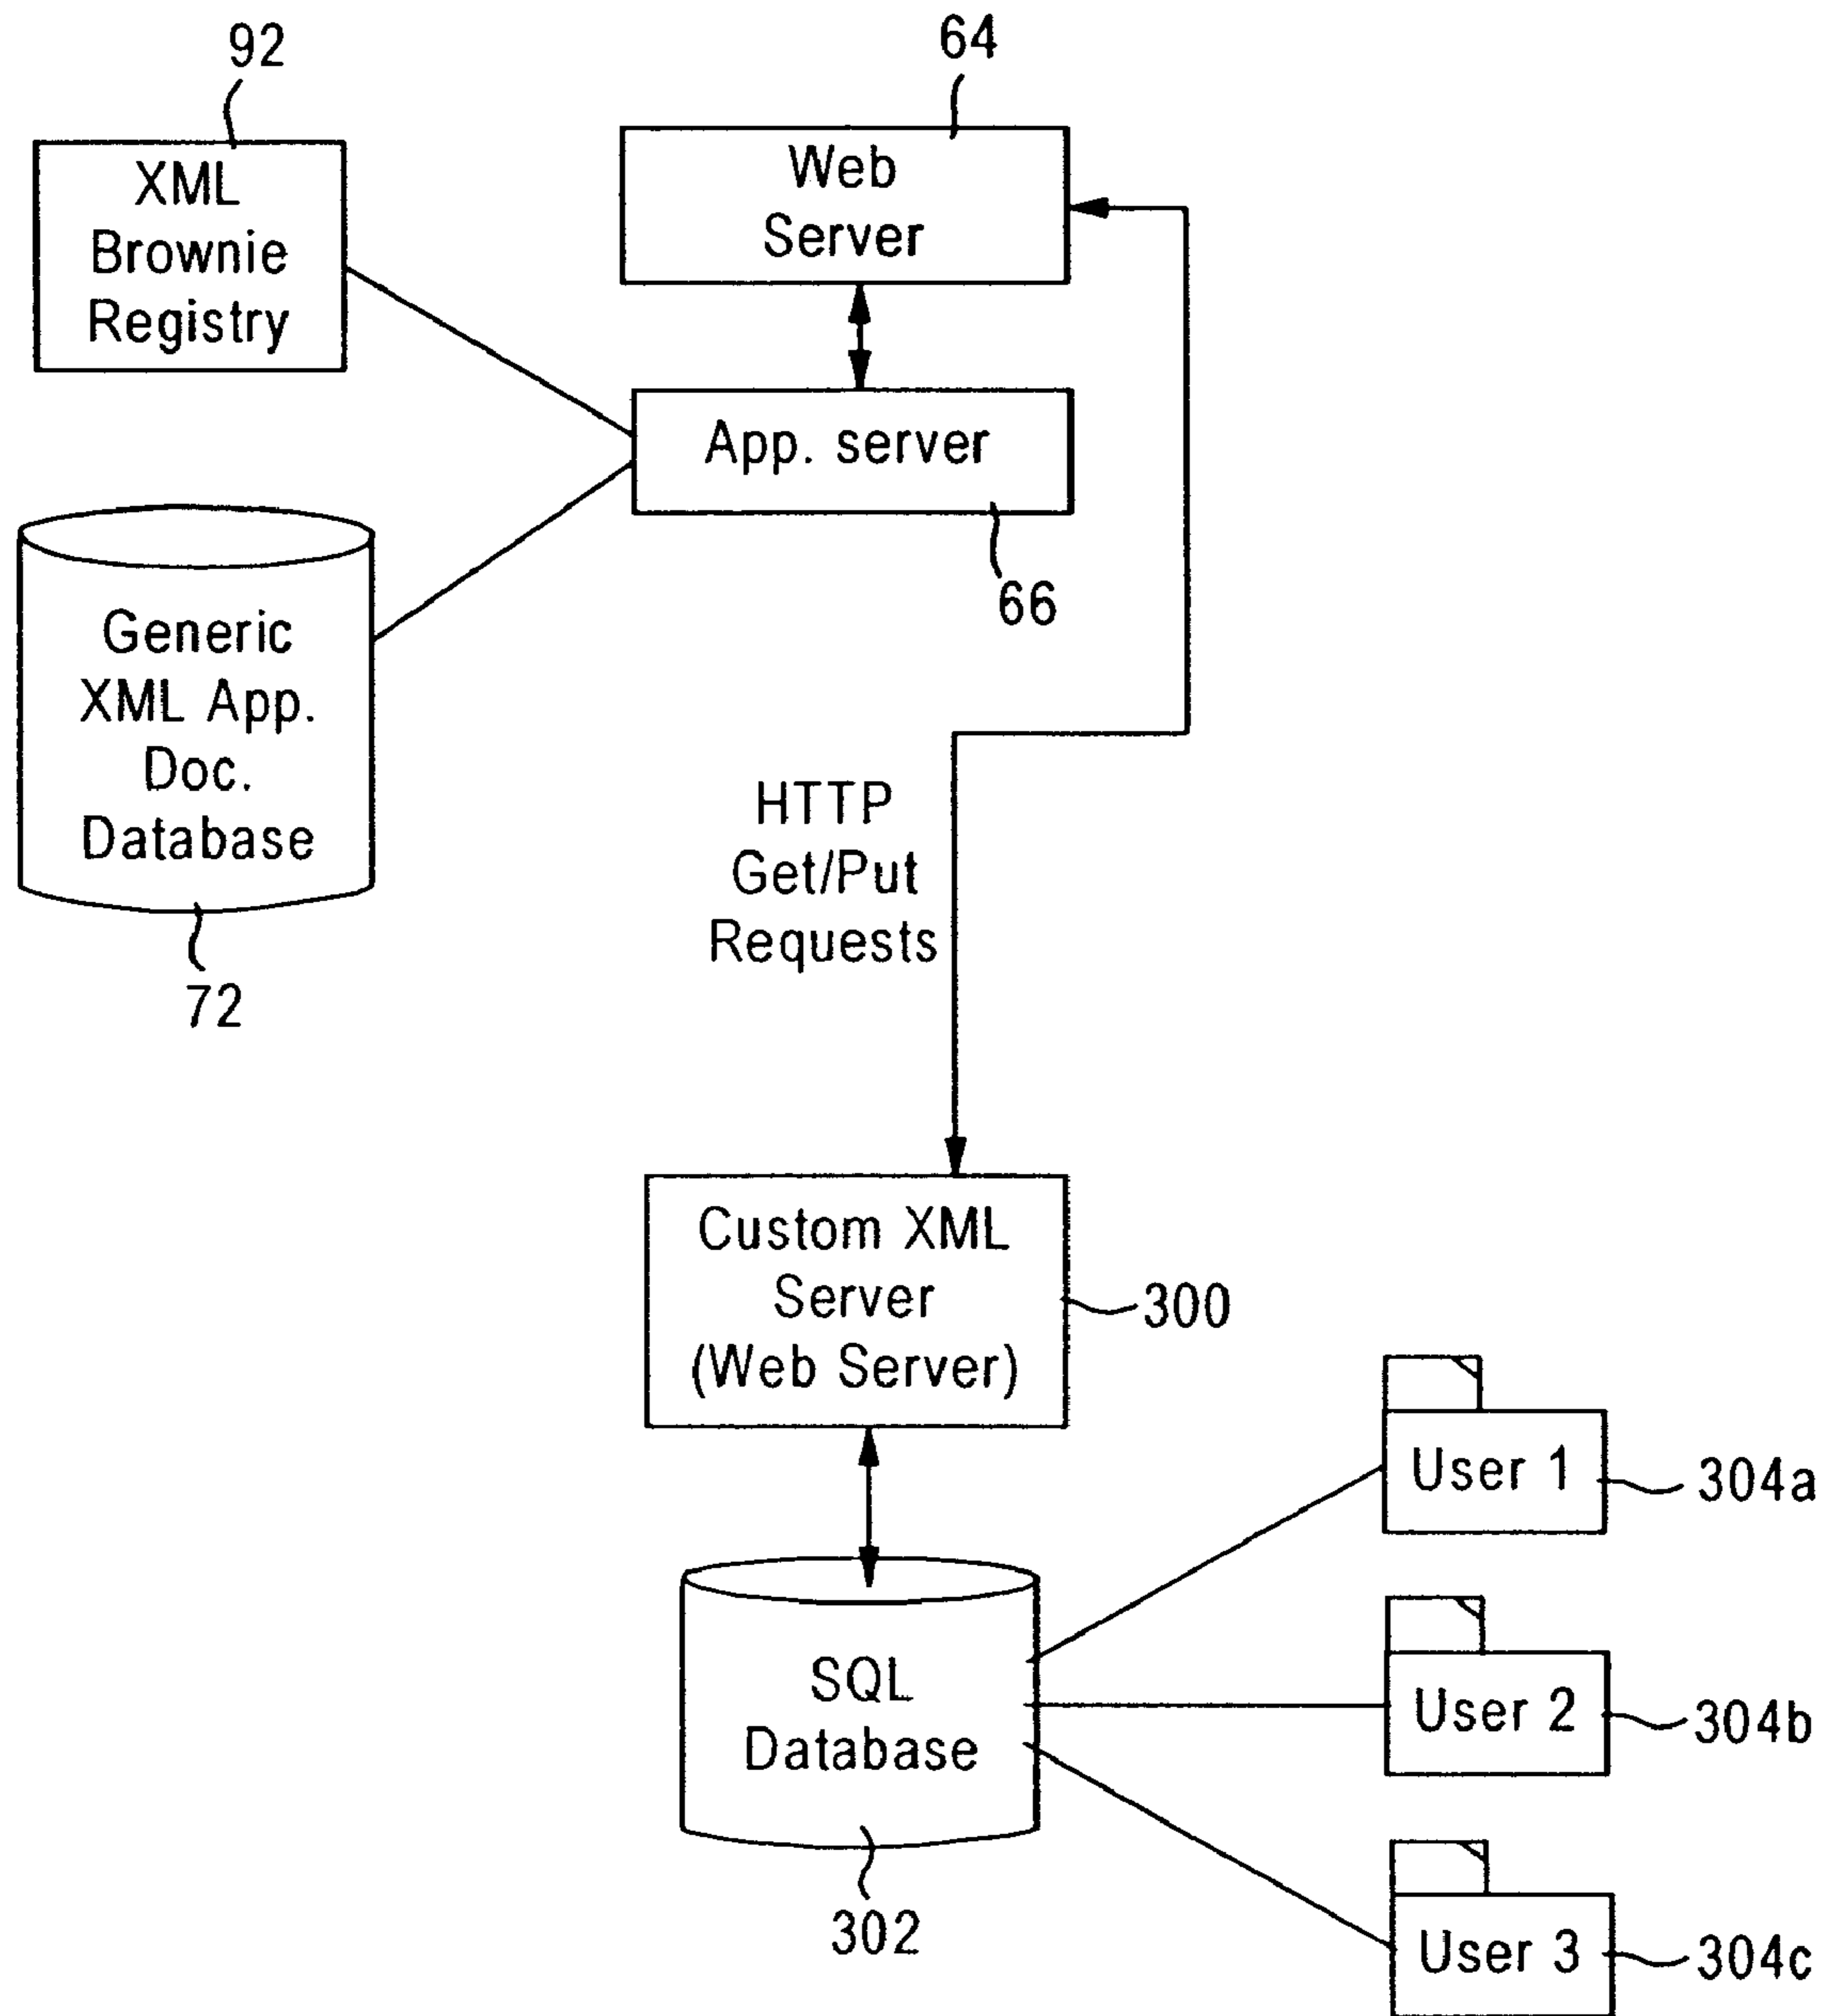 92
XML
Brownie
Registry
64
Web
Server
App. server
66
Generic
XML App.
Doc.
Database
72
HTTP
Get/Put
Requests
Custom XML
Server
(Web Server)
300
SQL
Database
302
User 1
304a
User 2
304b
User 3
304c